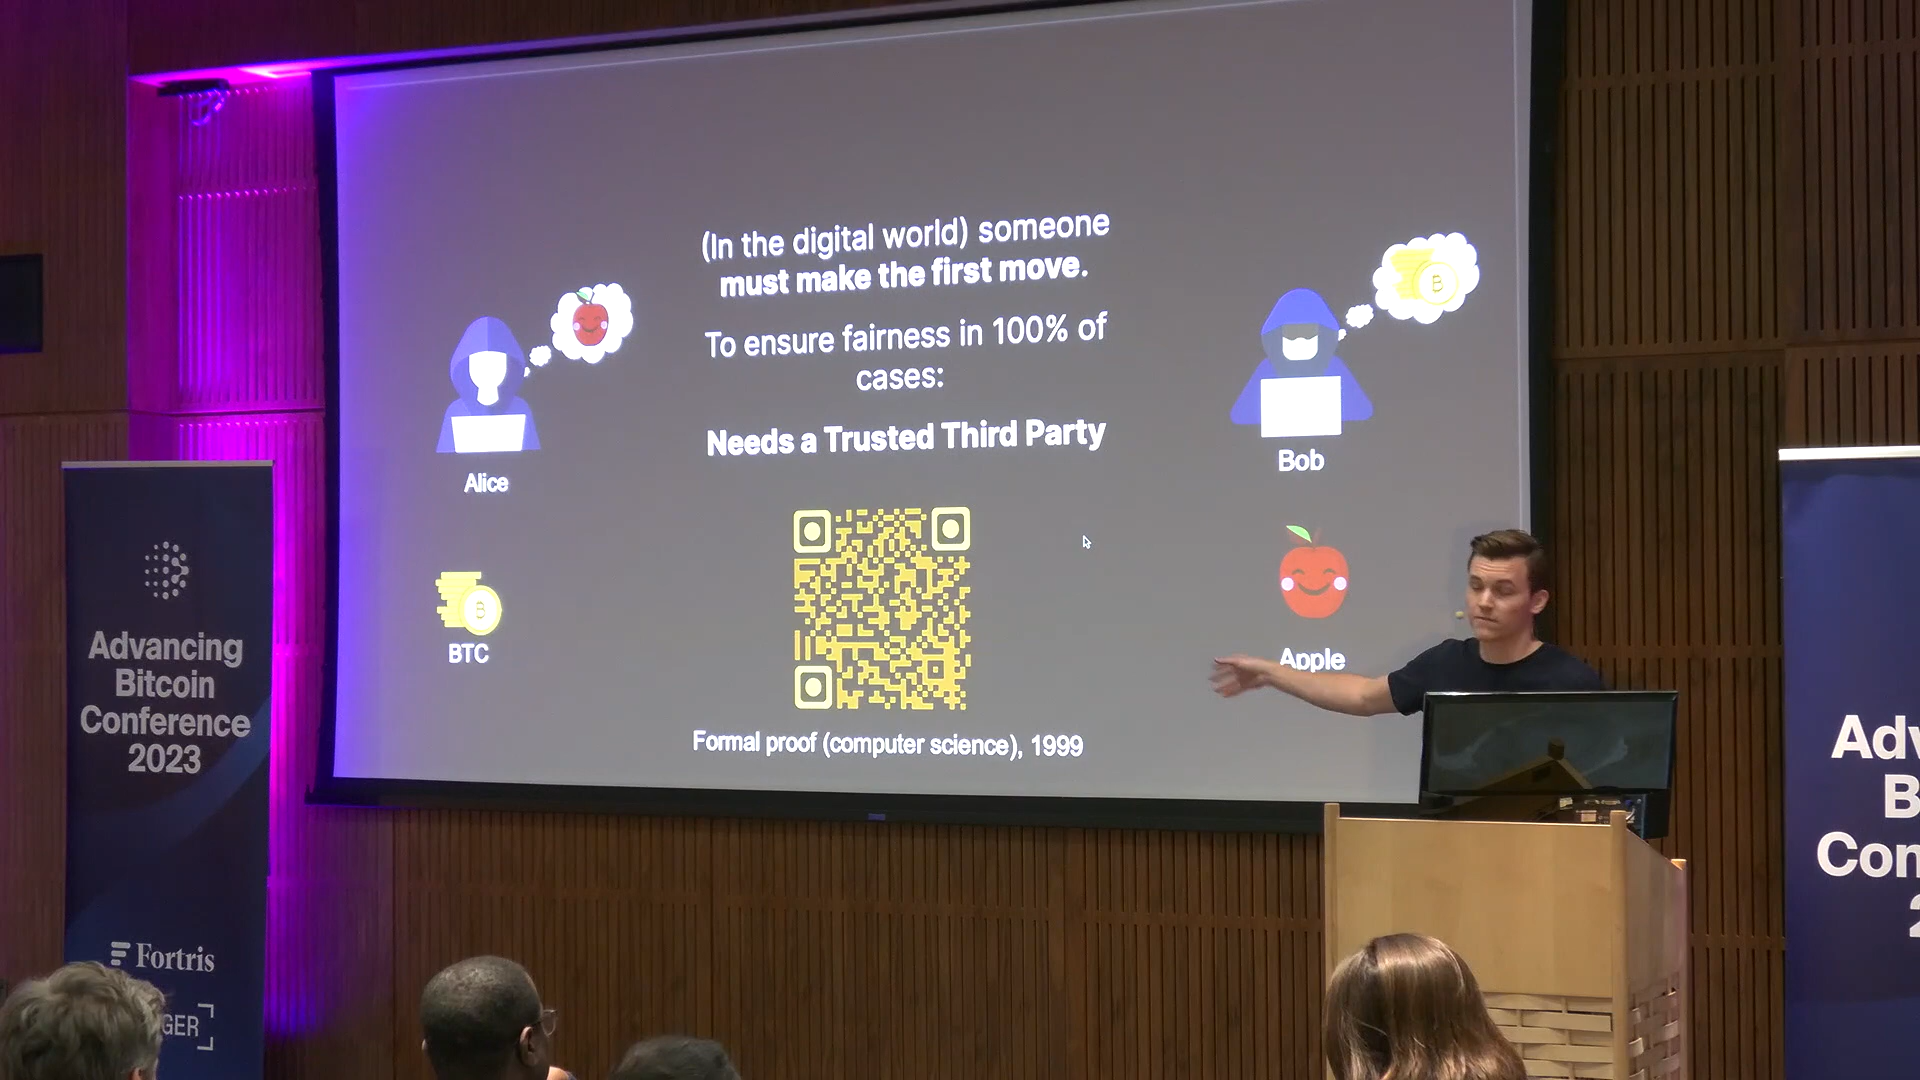 (In the digital world) someone
must make the first move.
To ensure fairness in 100% of
cases:
Needs a Trusted Third Party
Alice
Bob
BTC
Apple
Formal proof (computer science), 1999
Advancing
Bitcoin
Conference
2023
Fortris
GER
Adv
B
Con
2